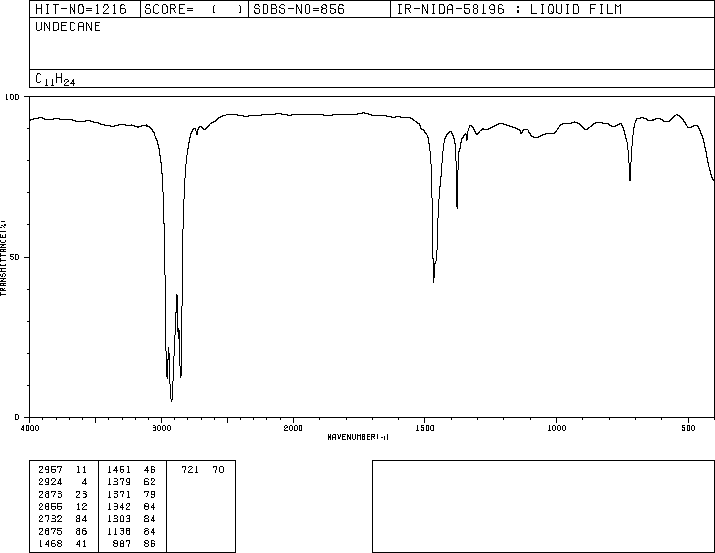 HIT-NO=1216 SCORE= ( ) SDBS-NO=856 IR-NIDA-58196 : LIQUID FILM
UNDECANE
C11H24
100
50
0
TRANSMITTANCE(%)
4000 3000 2000 1500 1000 500
WAVENUMBER(-1)
2957 11 1461 46 721 70
2924 4 1379 62
2873 23 1371 79
2855 12 1342 84
2732 84 1303 84
2675 86 1138 84
1468 41 887 86